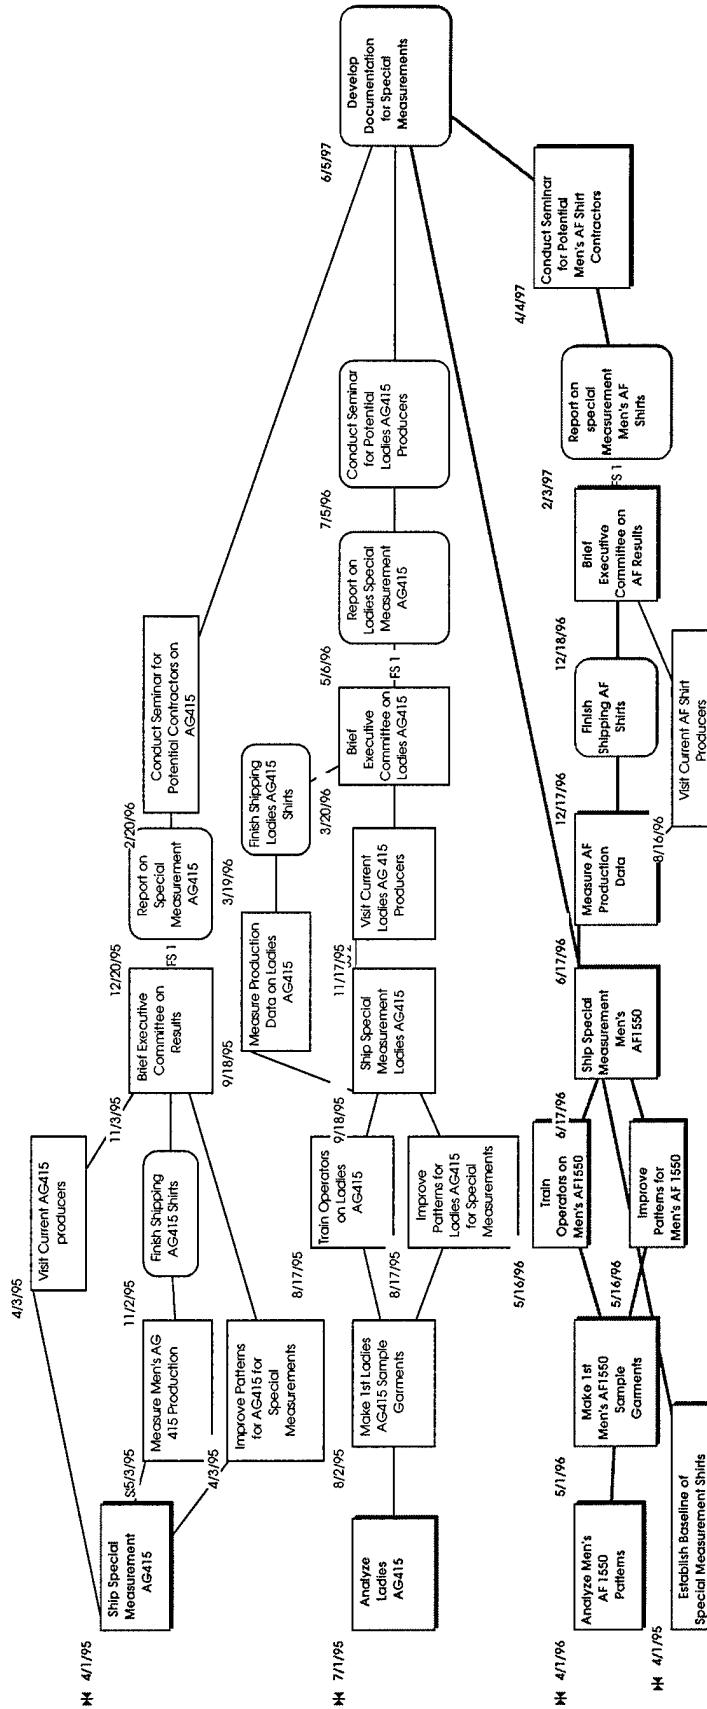 4/3/95
Visit Current AG415
producers
4/1/95
Ship Special
Measurement
AG415
5/3/95
Measure Men's AG
415 Production
11/2/95
Finish Shipping
AG415 Shirts
11/3/95
Brief Executive
Committee on
Results
12/20/95
FS 1
Report on
Special
Measurement
AG415
2/20/96
Conduct Seminar for
Potential Contractors on
AG415
4/3/95
Improve Patterns
for AG415 for
Special
Measurements
9/18/95
Measure Production
Data on Ladies
AG415
3/19/96
Finish Shipping
Ladies AG415
Shirts
7/1/95
Analyze
Ladies
AG415
8/2/95
Make 1st Ladies
AG415 Sample
Garments
8/17/95
Train Operators
on Ladies
AG415
8/17/95
Improve
Patterns for
Ladies AG415
for Special
Measurements
9/18/95
Ship Special
Measurement
Ladies AG415
11/17/95
Visit Current
Ladies AG 415
Producers
3/20/96
Brief
Executive
Committee on
Ladies AG415
5/6/96
FS 1
Report on
Ladies Special
Measurement
AG415
7/5/96
Conduct Seminar
for Potential
Ladies AG415
Producers
6/5/97
Develop
Documentation
for Special
Measurements
4/1/96
Analyze Men's
AF 1550
Patterns
5/1/96
Make 1st
Men's AF1550
Sample
Garments
5/16/96
Train
Operators on
Men's AF1550
5/16/96
Improve
Patterns for
Men's AF 1550
6/17/96
Ship Special
Measurement
Men's
AF1550
6/17/96
Measure AF
Production
Data
12/17/96
Finish
Shipping AF
Shirts
12/18/96
Brief
Executive
Committee on
AF Results
2/3/97
FS 1
Report on
special
Measurement
Men's AF
Shirts
4/4/97
Conduct Seminar
for Potential
Men's AF Shirt
Contractors
4/1/95
Establish Baseline of
Special Measurement Shirts
8/16/96
Visit Current AF Shirt
Producers